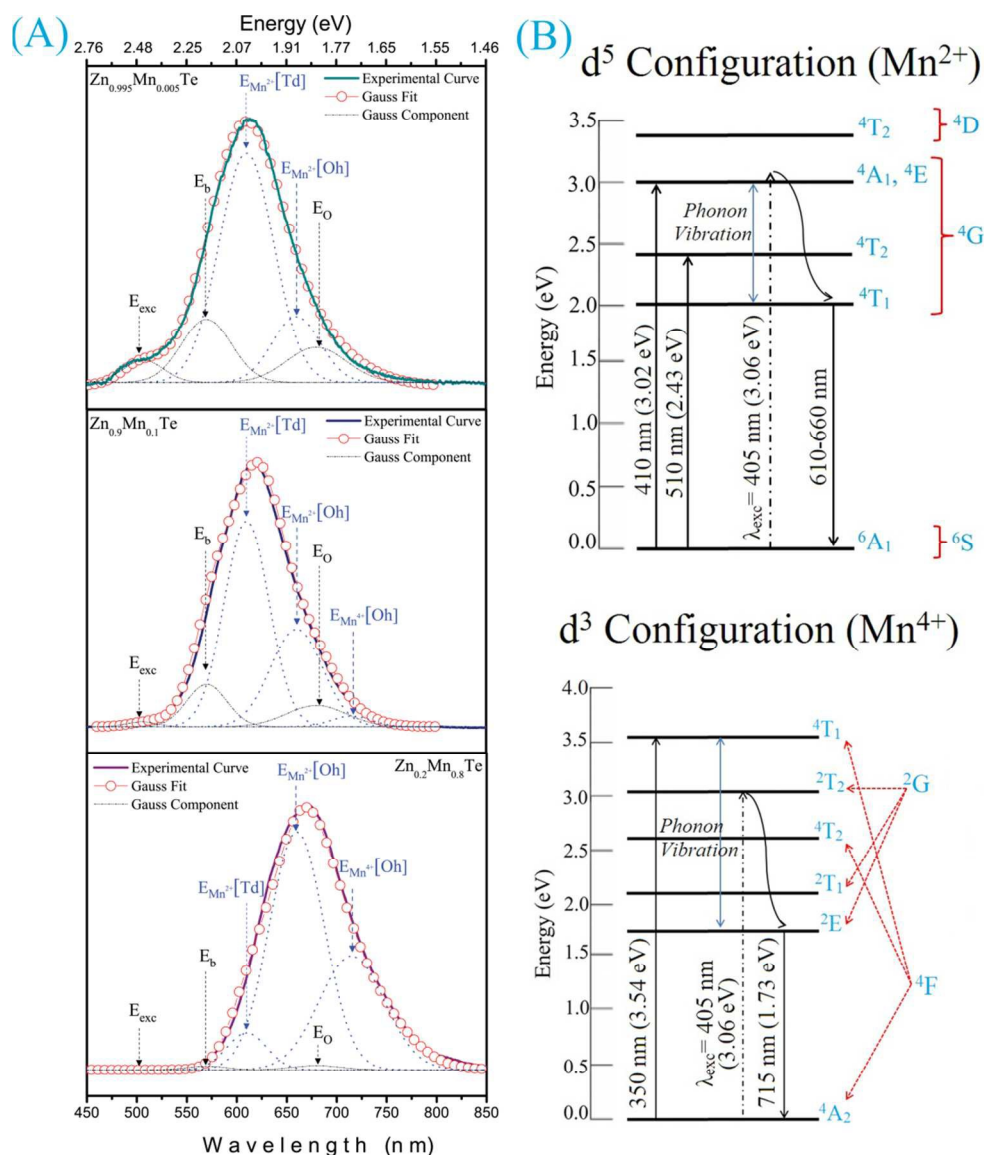 (A)
Energy (eV)
2.76 2.48 2.25 2.07 1.91 1.77 1.65 1.55 1.46
Zn0.995Mn0.005Te
Experimental Curve
Gauss Fit
Gauss Component
EMn2+[Td]
EMn2+[Oh]
Eb
EO
Eexc
Zn0.9Mn0.1Te
Experimental Curve
Gauss Fit
Gauss Component
EMn2+[Td]
EMn2+[Oh]
Eb
EO
EMn4+[Oh]
Eexc
Zn0.2Mn0.8Te
Experimental Curve
Gauss Fit
Gauss Component
EMn2+[Oh]
EMn4+[Oh]
EMn2+[Td]
Eb
Eexc
EO
450 500 550 600 650 700 750 800 850
Wavelength (nm)
(B)
d5 Configuration (Mn2+)
Energy (eV)
3.5
3.0
2.5
2.0
1.5
1.0
0.5
0.0
4T2
4D
4A1, 4E
4T2
4G
4T1
6A1
6S
Phonon
Vibration
410 nm (3.02 eV)
510 nm (2.43 eV)
λexc= 405 nm (3.06 eV)
610-660 nm
d3 Configuration (Mn4+)
Energy (eV)
4.0
3.5
3.0
2.5
2.0
1.5
1.0
0.5
0.0
4T1
2T2
2G
4T2
2T1
2E
4F
4A2
Phonon
Vibration
350 nm (3.54 eV)
λexc= 405 nm
(3.06 eV)
715 nm (1.73 eV)